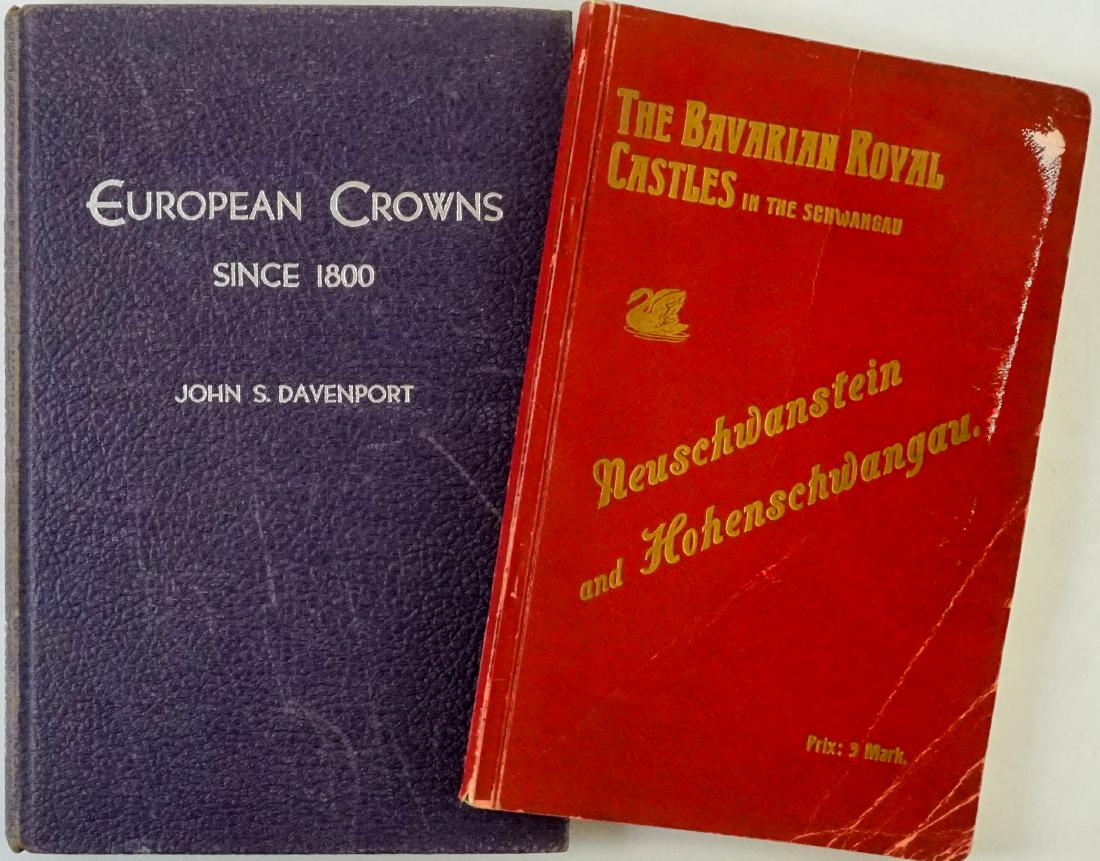 EUROPEAN CROWNS
SINCE 1800
JOHN S. DAVENPORT
THE BAVARIAN ROYAL
CASTLES IN THE SCHWANGAU
Neuschwanstein
and Hohenschwangau.
Prix: 3 Mark.